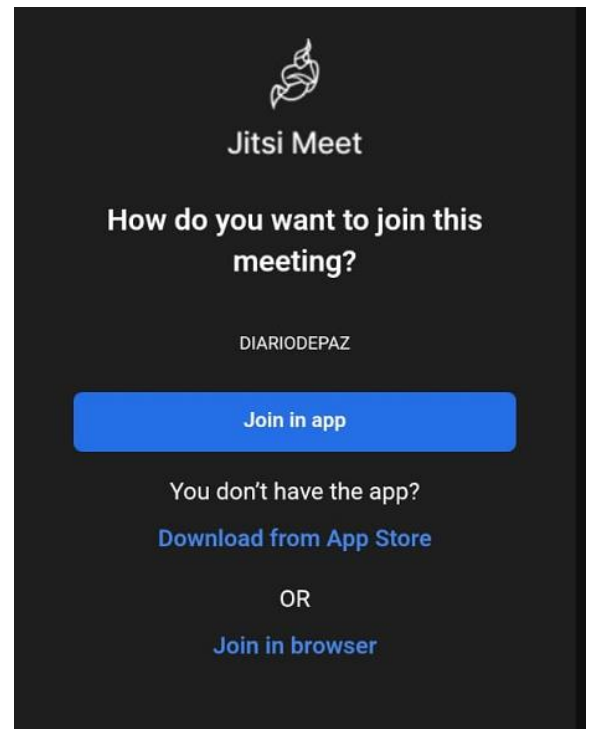 Jitsi Meet
How do you want to join this
meeting?
DIARIODEPAZ
Join in app
You don’t have the app?
Download from App Store
OR
Join in browser